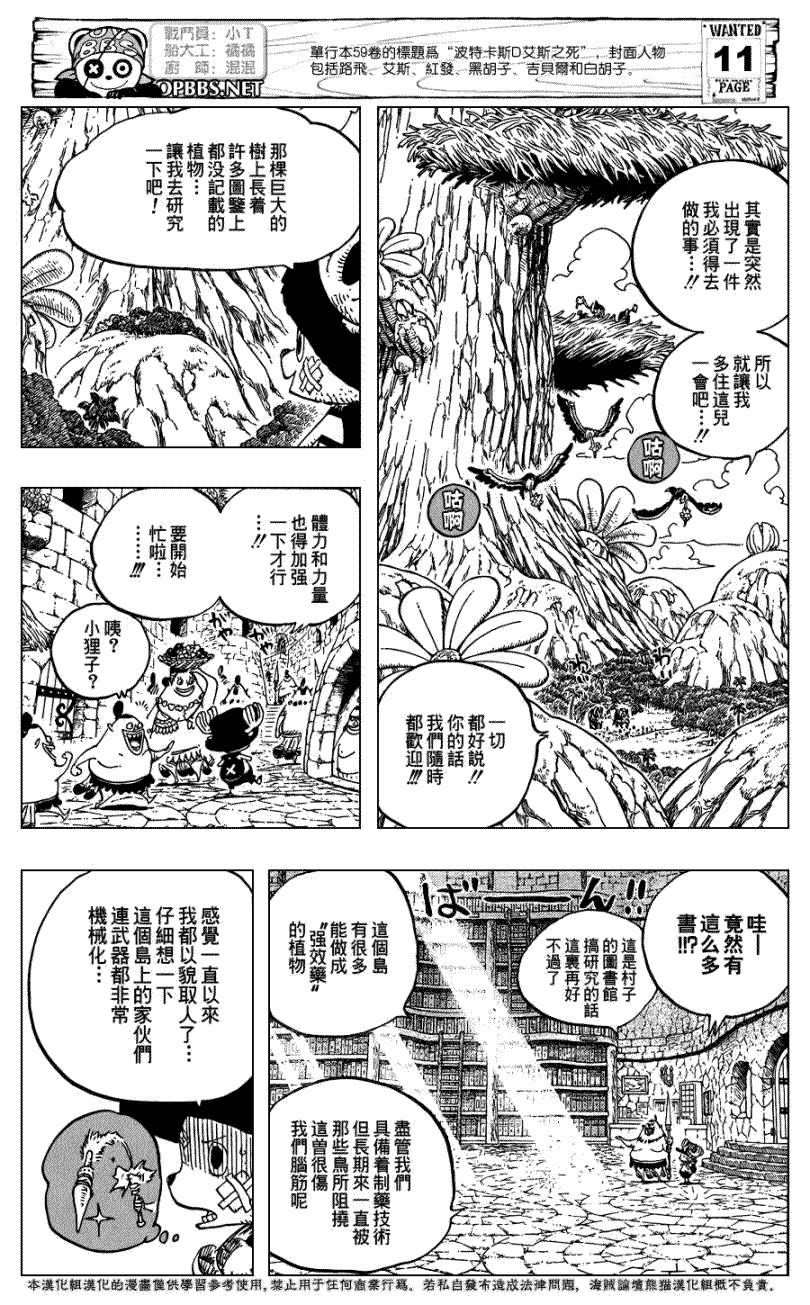 戰鬥員：小T
船大工：橘橘
廚　師：混混
OPBBS.NET
單行本59卷的標題爲“波特卡斯D艾斯之死”，封面人物
包括路飛、艾斯、紅發、黑胡子、吉貝爾和白胡子。
WANTED
11
PAGE
其實是突然
出現了一件
我必須得去
做的事…!!
所以
就讓我
多住這兒
一會吧…!!
咕啊
咕啊
一切
都好說!!
你的話
我們隨時
都歡迎!!!
那棵巨大的
樹上長着
許多圖鑒上
都没記載的
植物…
讓我去研究
一下吧！
體力和力量
也得加强
一下才行
…!!
要開始
忙啦…
……!!!
咦？
小狸子？
哇—
竟然有
這么多
書!!?
這是村子
的圖書館
搞研究的話
這裏再好
不過了
ばーん!!
這個島
有很多
能做成
“强效藥”
的植物
盡管我們
具備着制藥技術
但長期來一直被
那些鳥所阻撓
這曾很傷
我們腦筋呢
感覺一直以來
我都以貌取人了…
仔細想一下
這個島上的家伙們
連武器都非常
機械化…
本漢化組漢化的漫畫僅供學習參考使用,禁止用于任何商業行爲。若私自發布造成法律問題，海賊論壇熊猫漢化組概不負責。